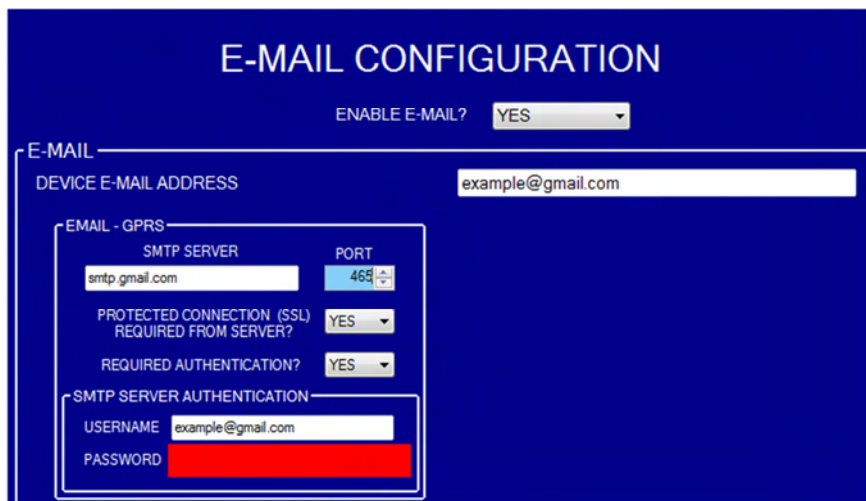 E-MAIL CONFIGURATION
ENABLE E-MAIL? YES
E-MAIL
DEVICE E-MAIL ADDRESS example@gmail.com
EMAIL - GPRS
SMTP SERVER PORT
smtp.gmail.com 465
PROTECTED CONNECTION (SSL)
REQUIRED FROM SERVER? YES
REQUIRED AUTHENTICATION? YES
SMTP SERVER AUTHENTICATION
USERNAME example@gmail.com
PASSWORD